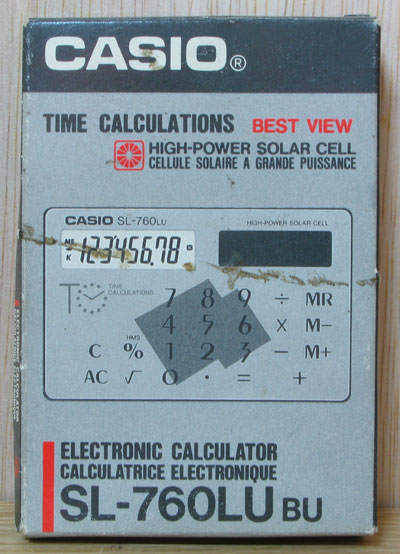 CASIO®
TIME CALCULATIONS BEST VIEW
HIGH-POWER SOLAR CELL
CELLULE SOLAIRE A GRANDE PUISSANCE
CASIO SL-760LU
HIGH-POWER SOLAR CELL
12345678.
K
TIME
CALCULATIONS
7 8 9 ÷ MR
4 5 6 × M−
HMS
C % 1 2 3 − M+
AC √ 0 · = +
ELECTRONIC CALCULATOR
CALCULATRICE ELECTRONIQUE
SL-760LU BU